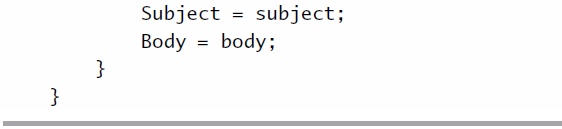 Subject = subject;
Body = body;
}
}